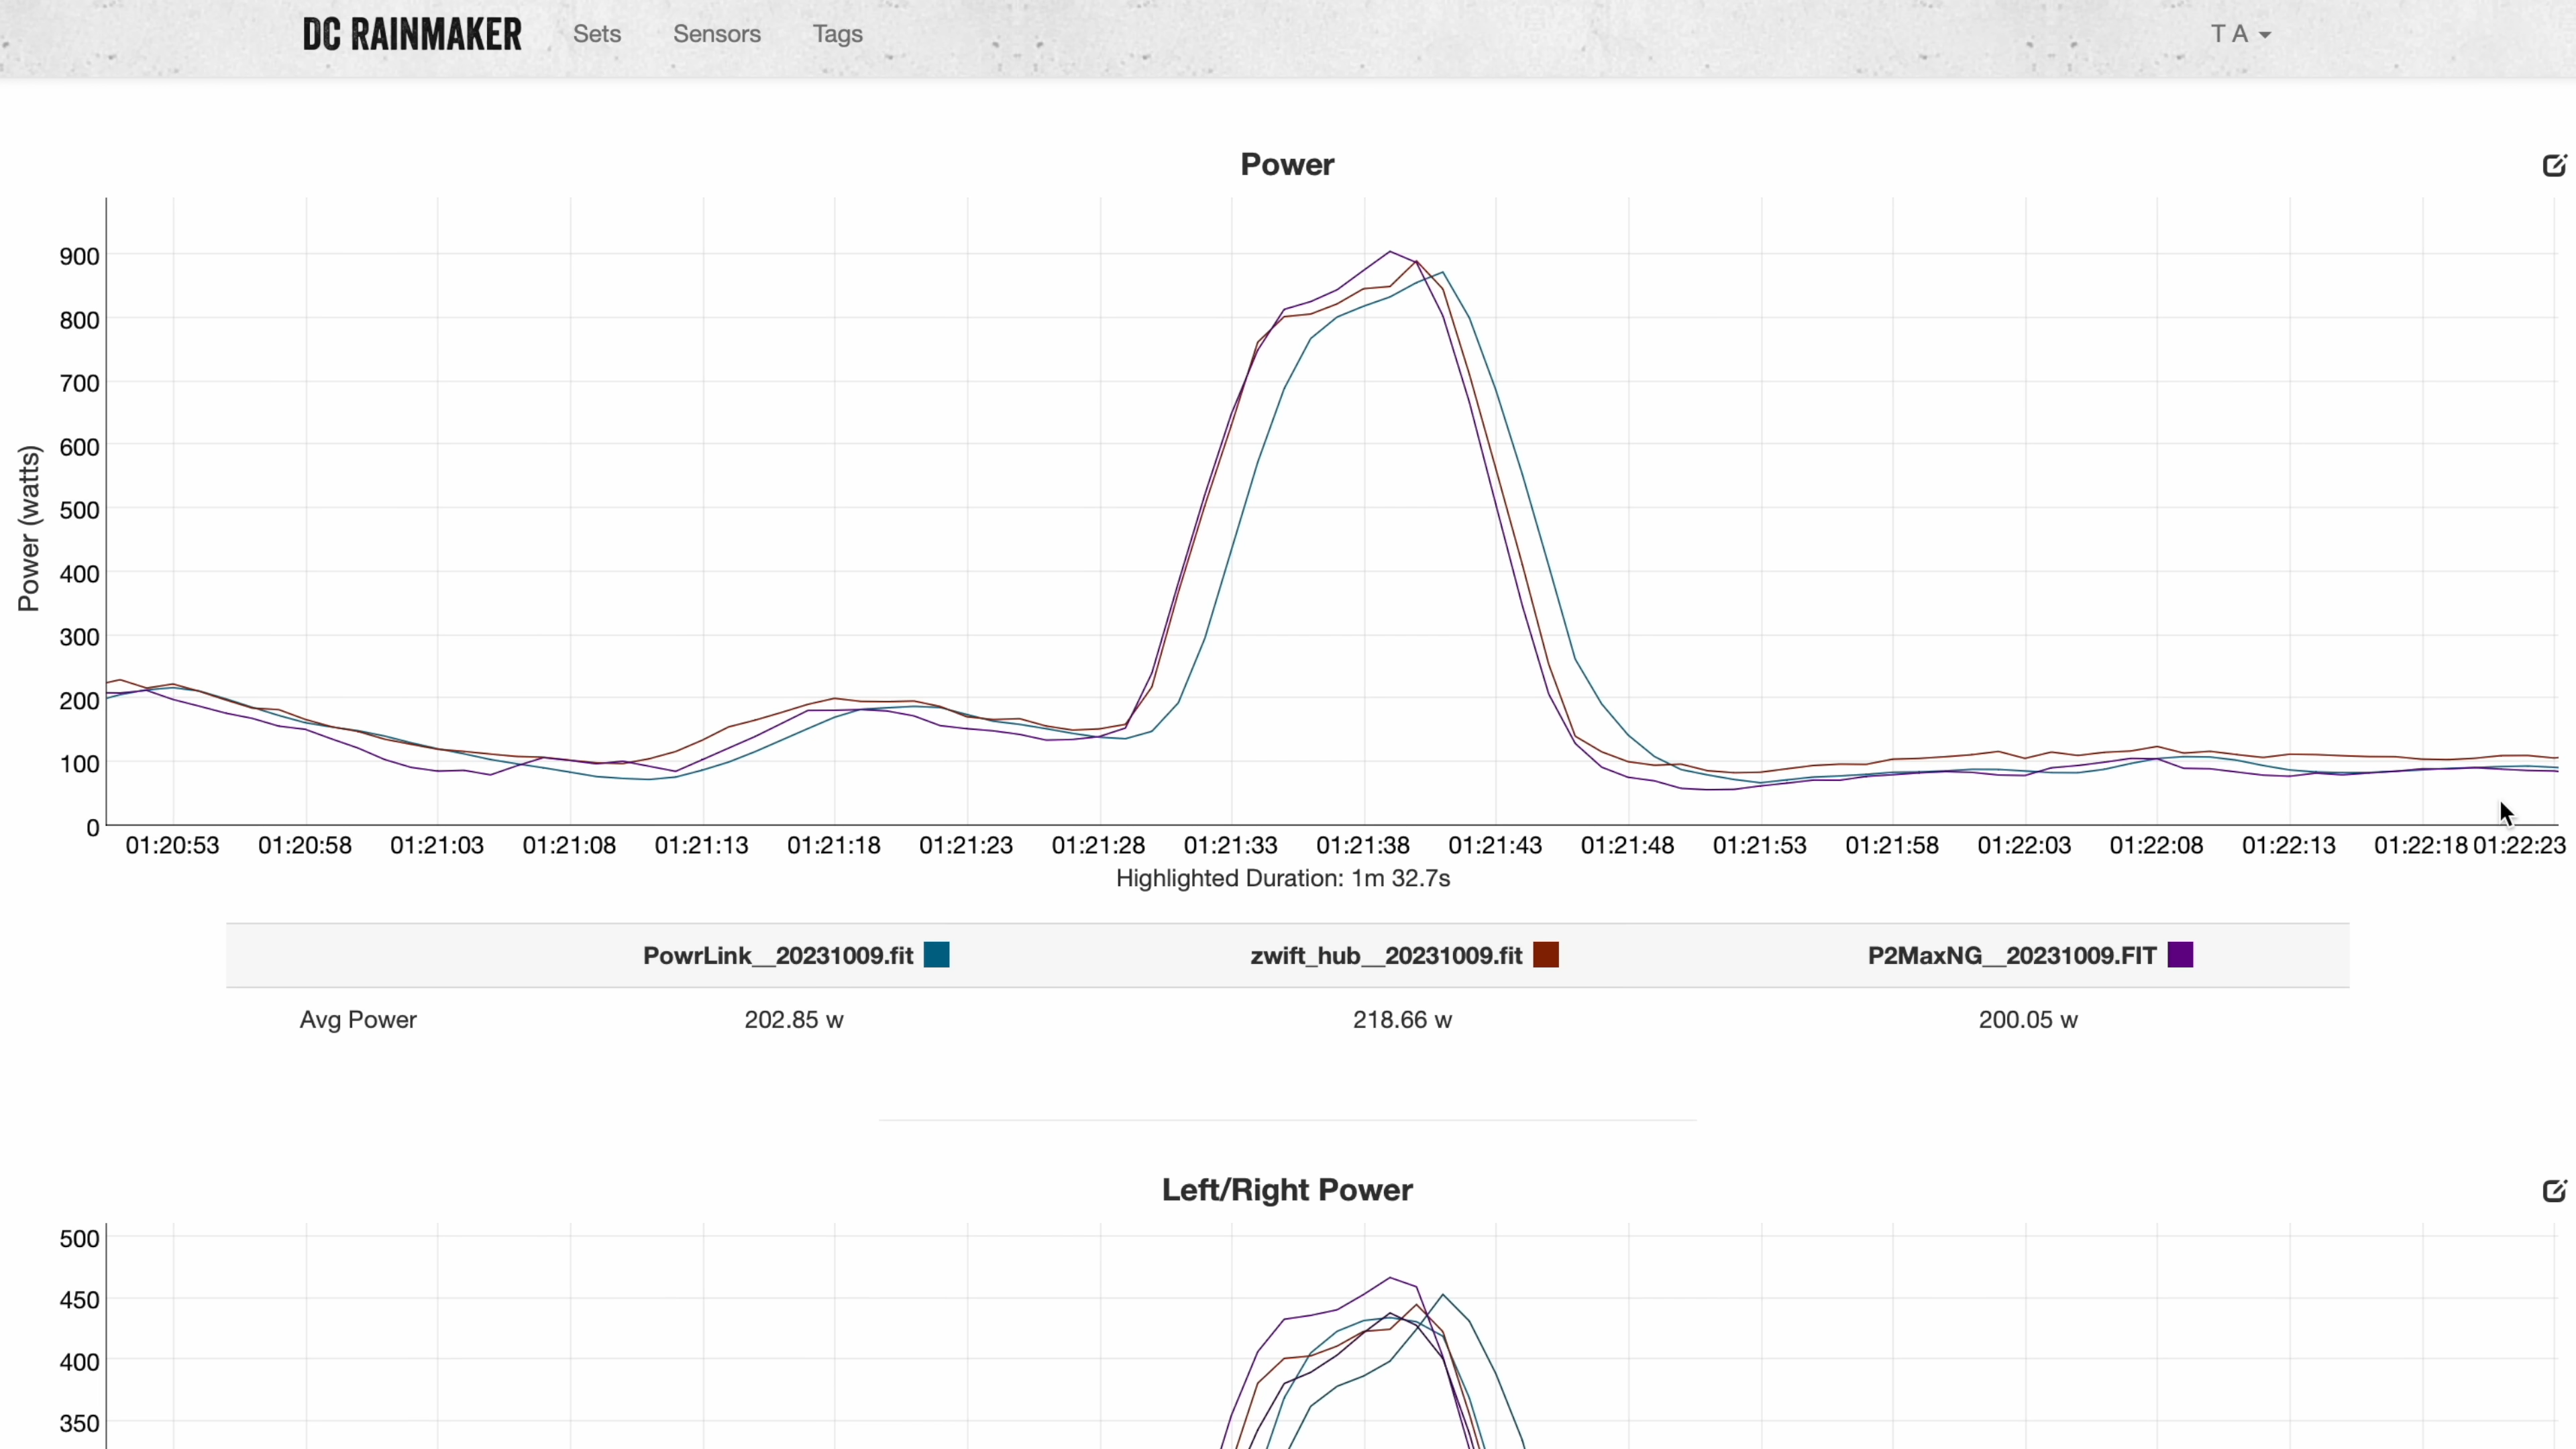 DC RAINMAKER Sets Sensors Tags T A
Power
Power (watts)
900
800
700
600
500
400
300
200
100
0
01:20:53 01:20:58 01:21:03 01:21:08 01:21:13 01:21:18 01:21:23 01:21:28 01:21:33 01:21:38 01:21:43 01:21:48 01:21:53 01:21:58 01:22:03 01:22:08 01:22:13 01:22:18 01:22:23
Highlighted Duration: 1m 32.7s
PowrLink__20231009.fit zwift_hub__20231009.fit P2MaxNG__20231009.FIT
Avg Power 202.85 w 218.66 w 200.05 w
Left/Right Power
500
450
400
350